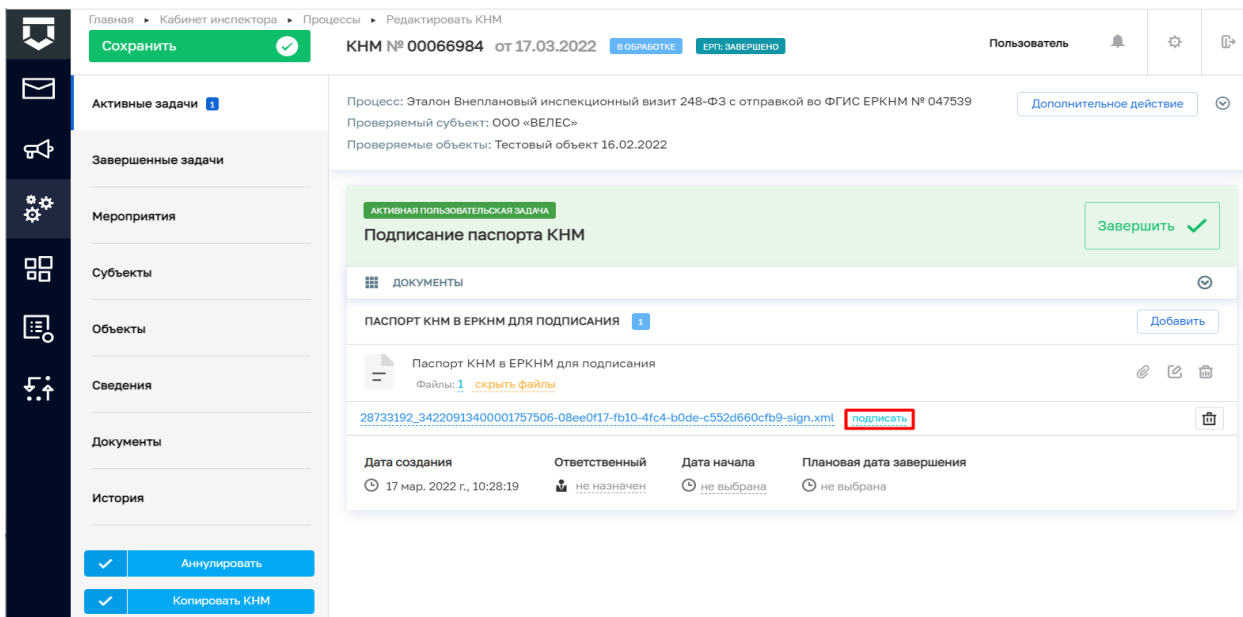 Главная ▸ Кабинет инспектора ▸ Процессы ▸ Редактировать КНМ
Сохранить
КНМ № 00066984 от 17.03.2022 В ОБРАБОТКЕ ЕРП: ЗАВЕРШЕНО
Пользователь
Активные задачи 1
Завершенные задачи
Мероприятия
Субъекты
Объекты
Сведения
Документы
История
Аннулировать
Копировать КНМ
Процесс: Эталон Внеплановый инспекционный визит 248-ФЗ с отправкой во ФГИС ЕРКНМ № 047539
Дополнительное действие
Проверяемый субъект: ООО «ВЕЛЕС»
Проверяемые объекты: Тестовый объект 16.02.2022
АКТИВНАЯ ПОЛЬЗОВАТЕЛЬСКАЯ ЗАДАЧА
Подписание паспорта КНМ
Завершить
ДОКУМЕНТЫ
ПАСПОРТ КНМ В ЕРКНМ ДЛЯ ПОДПИСАНИЯ 1
Добавить
Паспорт КНМ в ЕРКНМ для подписания
Файлы: 1 скрыть файлы
28733192_34220913400001757506-08ee0f17-fb10-4fc4-b0de-c552d660cfb9-sign.xml подписать
Дата создания Ответственный Дата начала Плановая дата завершения
17 мар. 2022 г., 10:28:19 не назначен не выбрана не выбрана